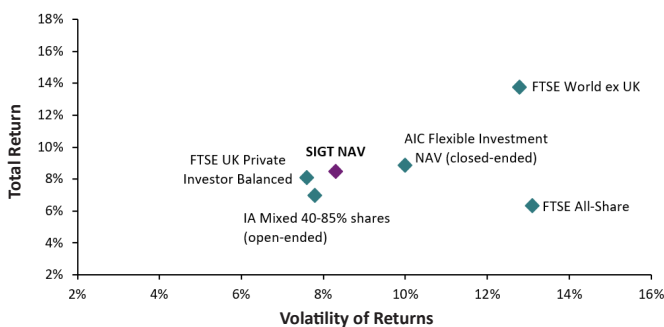 18%
16%
14%
12%
10%
8%
6%
4%
2%
Total Return
FTSE World ex UK
AIC Flexible Investment
NAV (closed-ended)
SIGT NAV
FTSE UK Private
Investor Balanced
IA Mixed 40-85% shares
(open-ended)
FTSE All-Share
2% 4% 6% 8% 10% 12% 14% 16%
Volatility of Returns